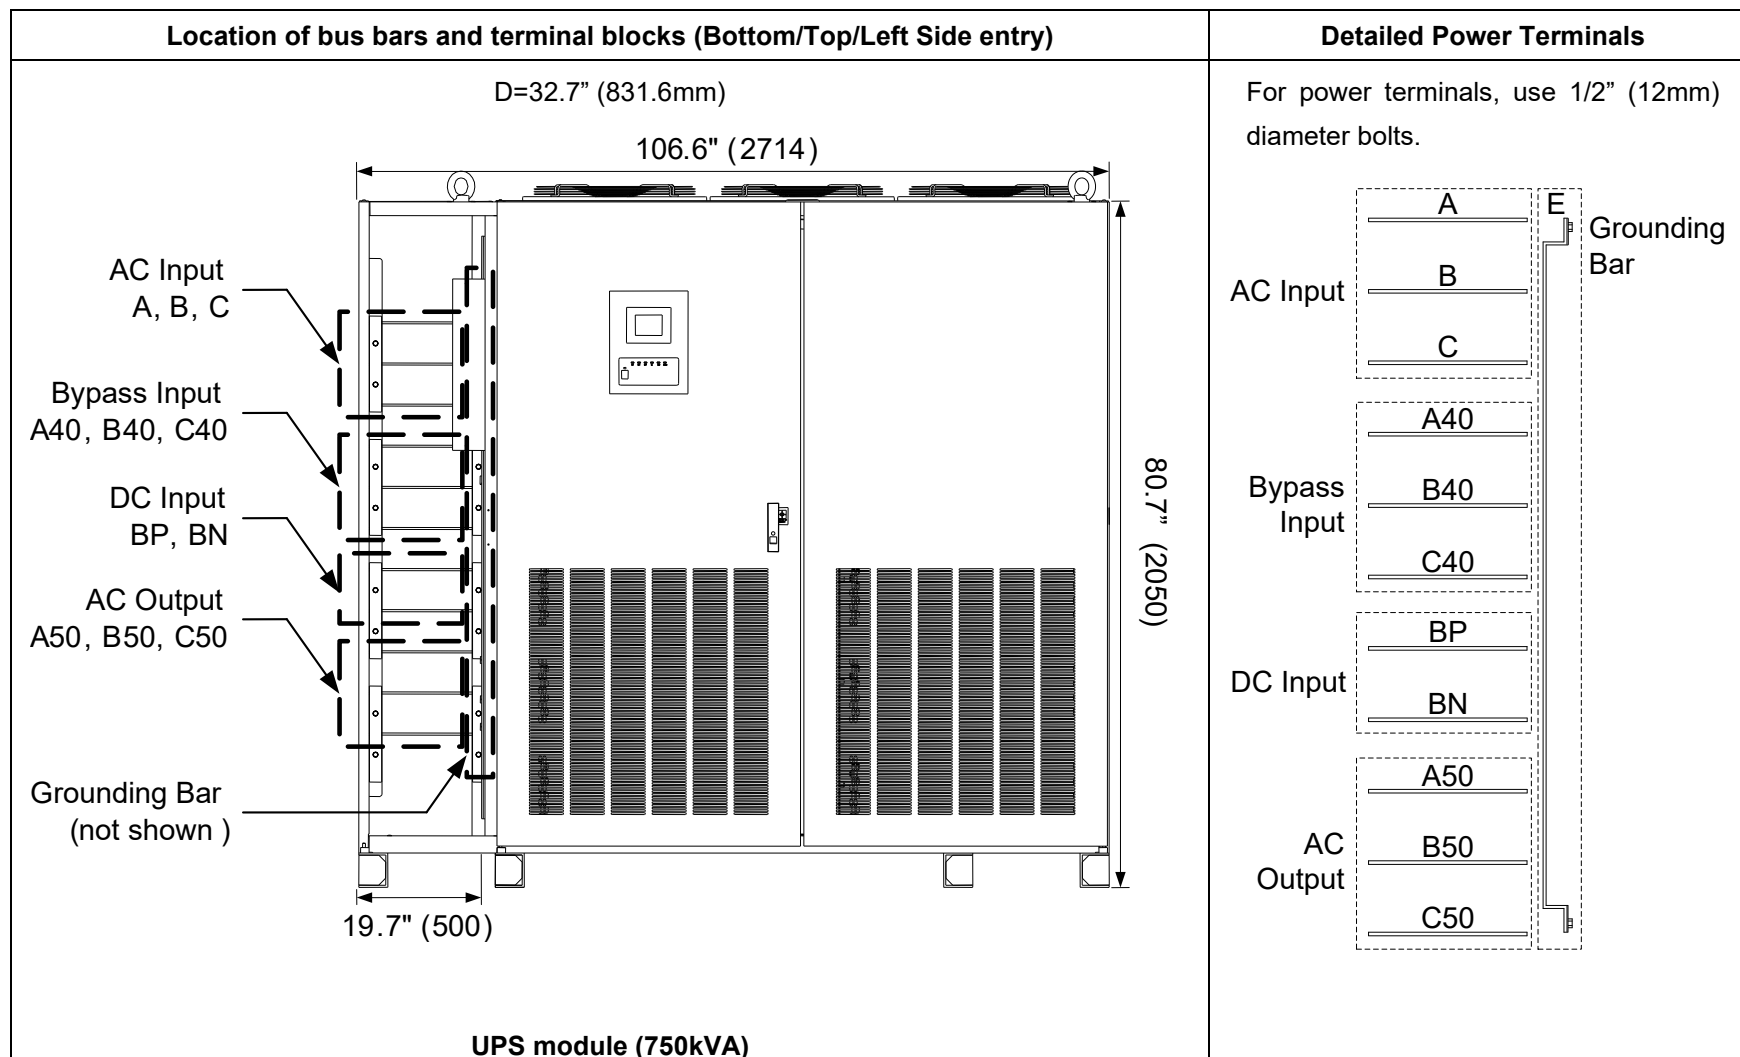 Location of bus bars and terminal blocks (Bottom/Top/Left Side entry)
Detailed Power Terminals
D=32.7” (831.6mm)
106.6" (2714)
AC Input
A, B, C
Bypass Input
A40, B40, C40
DC Input
BP, BN
AC Output
A50, B50, C50
Grounding Bar
(not shown )
80.7” (2050)
19.7" (500)
UPS module (750kVA)
For power terminals, use 1/2” (12mm)
diameter bolts.
A
E
Grounding
Bar
B
AC Input
C
A40
Bypass
Input
B40
C40
BP
DC Input
BN
A50
AC
Output
B50
C50